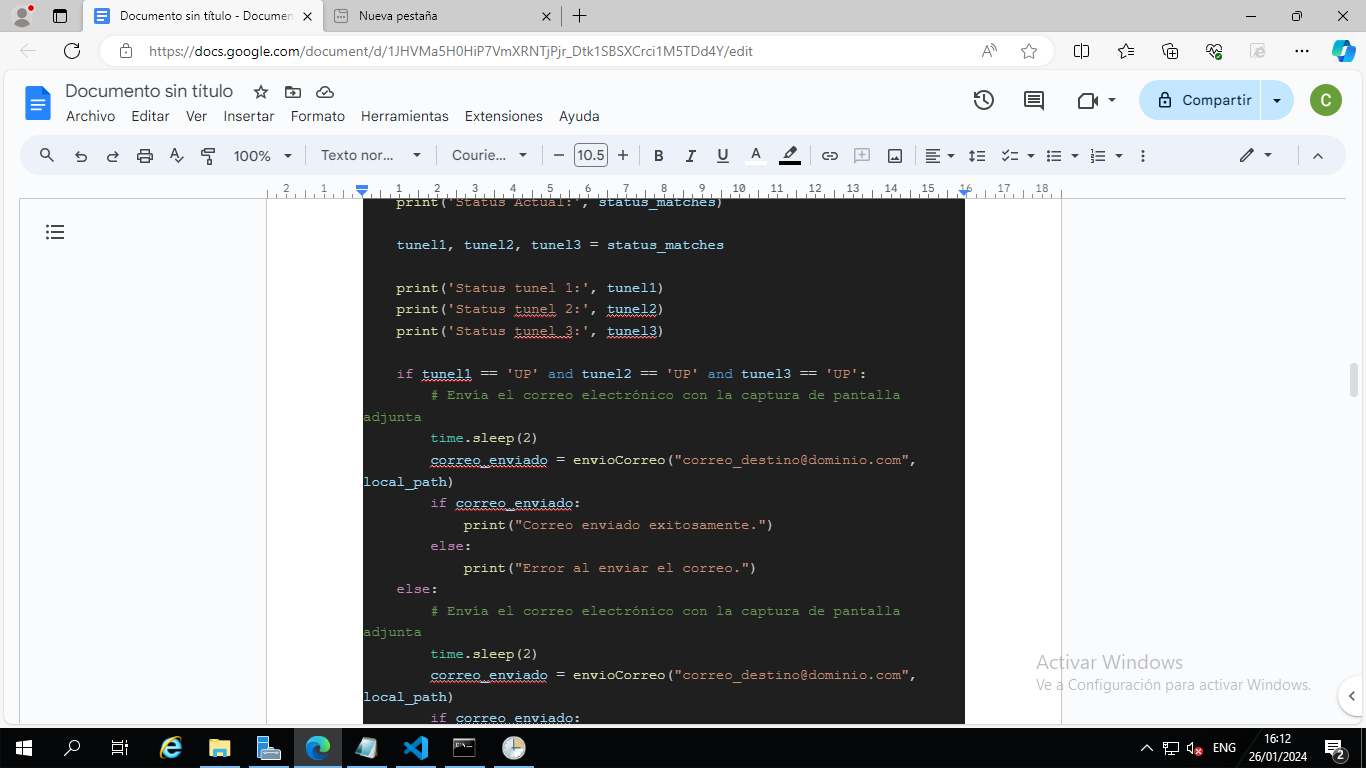 Documento sin título - Documen
Nueva pestaña
https://docs.google.com/document/d/1JHVMa5H0HiP7VmXRNTjPjr_Dtk1SBSXCrci1M5TDd4Y/edit
Documento sin título
Archivo Editar Ver Insertar Formato Herramientas Extensiones Ayuda
Compartir
C
100% Texto nor... Courie... 10.5
2 1 1 2 3 4 5 6 7 8 9 10 11 12 13 14 15 16 17 18
print('Status Actual:', status_matches)
tunel1, tunel2, tunel3 = status_matches
print('Status tunel 1:', tunel1)
print('Status tunel 2:', tunel2)
print('Status tunel 3:', tunel3)
if tunel1 == 'UP' and tunel2 == 'UP' and tunel3 == 'UP':
# Envía el correo electrónico con la captura de pantalla
adjunta
time.sleep(2)
correo_enviado = envioCorreo("correo_destino@dominio.com",
local_path)
if correo_enviado:
print("Correo enviado exitosamente.")
else:
print("Error al enviar el correo.")
else:
# Envía el correo electrónico con la captura de pantalla
adjunta
time.sleep(2)
correo_enviado = envioCorreo("correo_destino@dominio.com",
local_path)
if correo_enviado:
Activar Windows
Ve a Configuración para activar Windows.
ENG
16:12
26/01/2024
2